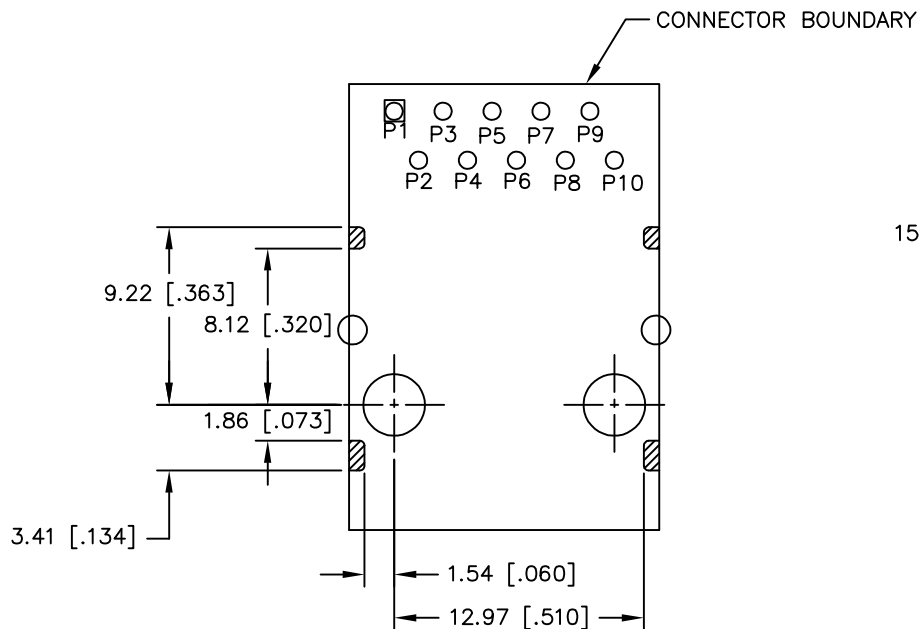 CONNECTOR BOUNDARY
P1 P3 P5 P7 P9
P2 P4 P6 P8 P10
15
9.22 [.363]
8.12 [.320]
1.86 [.073]
3.41 [.134]
1.54 [.060]
12.97 [.510]